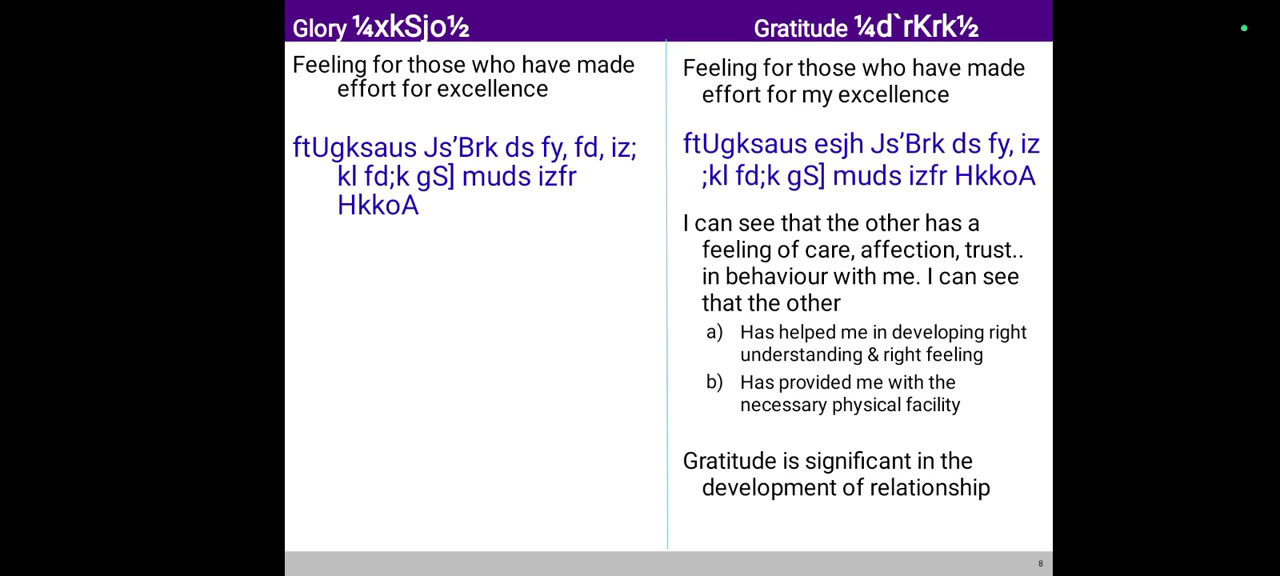 Glory ¼xkSjo½
Feeling for those who have made
effort for excellence
ftUgksaus Js’Brk ds fy, fd, iz;
kl fd;k gS] muds izfr
HkkoA
Gratitude ¼d`rKrk½
Feeling for those who have made
effort for my excellence
ftUgksaus esjh Js’Brk ds fy, iz
;kl fd;k gS] muds izfr HkkoA
I can see that the other has a
feeling of care, affection, trust..
in behaviour with me. I can see
that the other
a) Has helped me in developing right
understanding & right feeling
b) Has provided me with the
necessary physical facility
Gratitude is significant in the
development of relationship
8